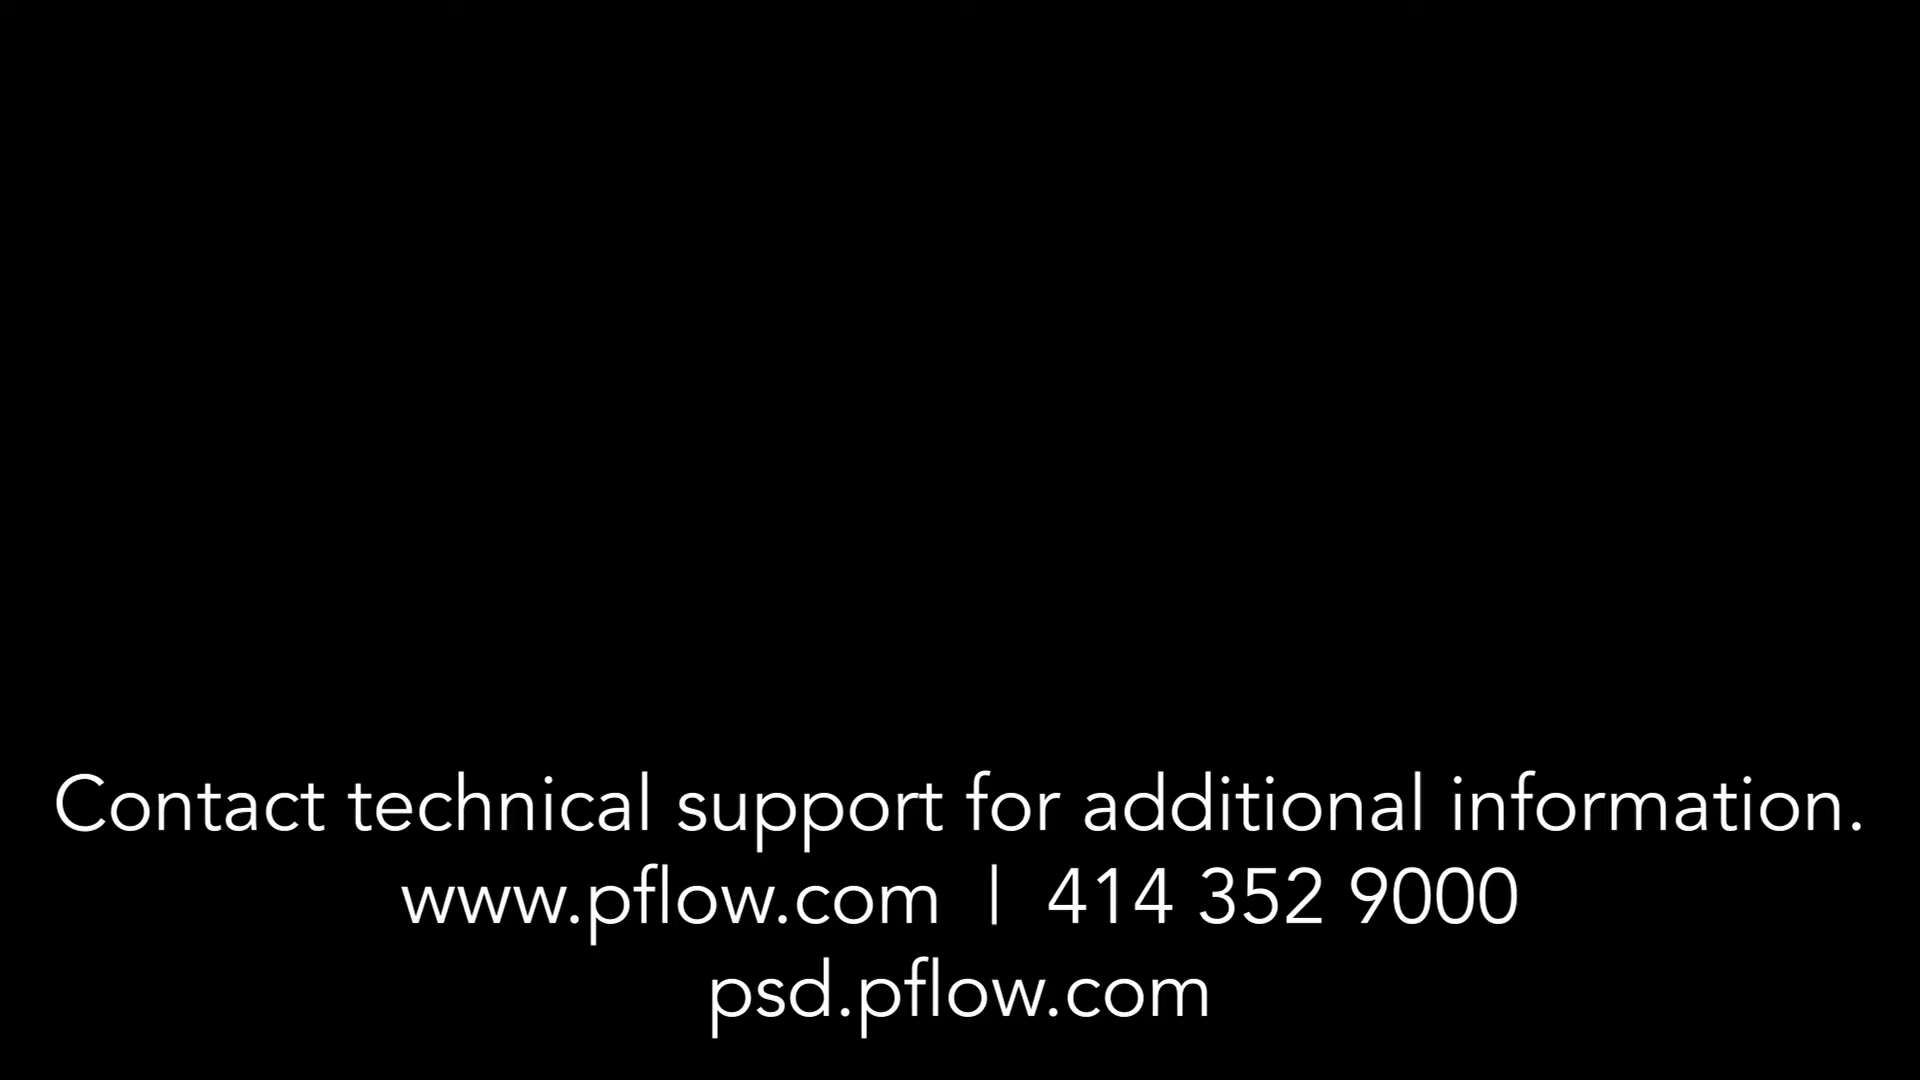 Contact technical support for additional information.
www.pflow.com | 414 352 9000
psd.pflow.com